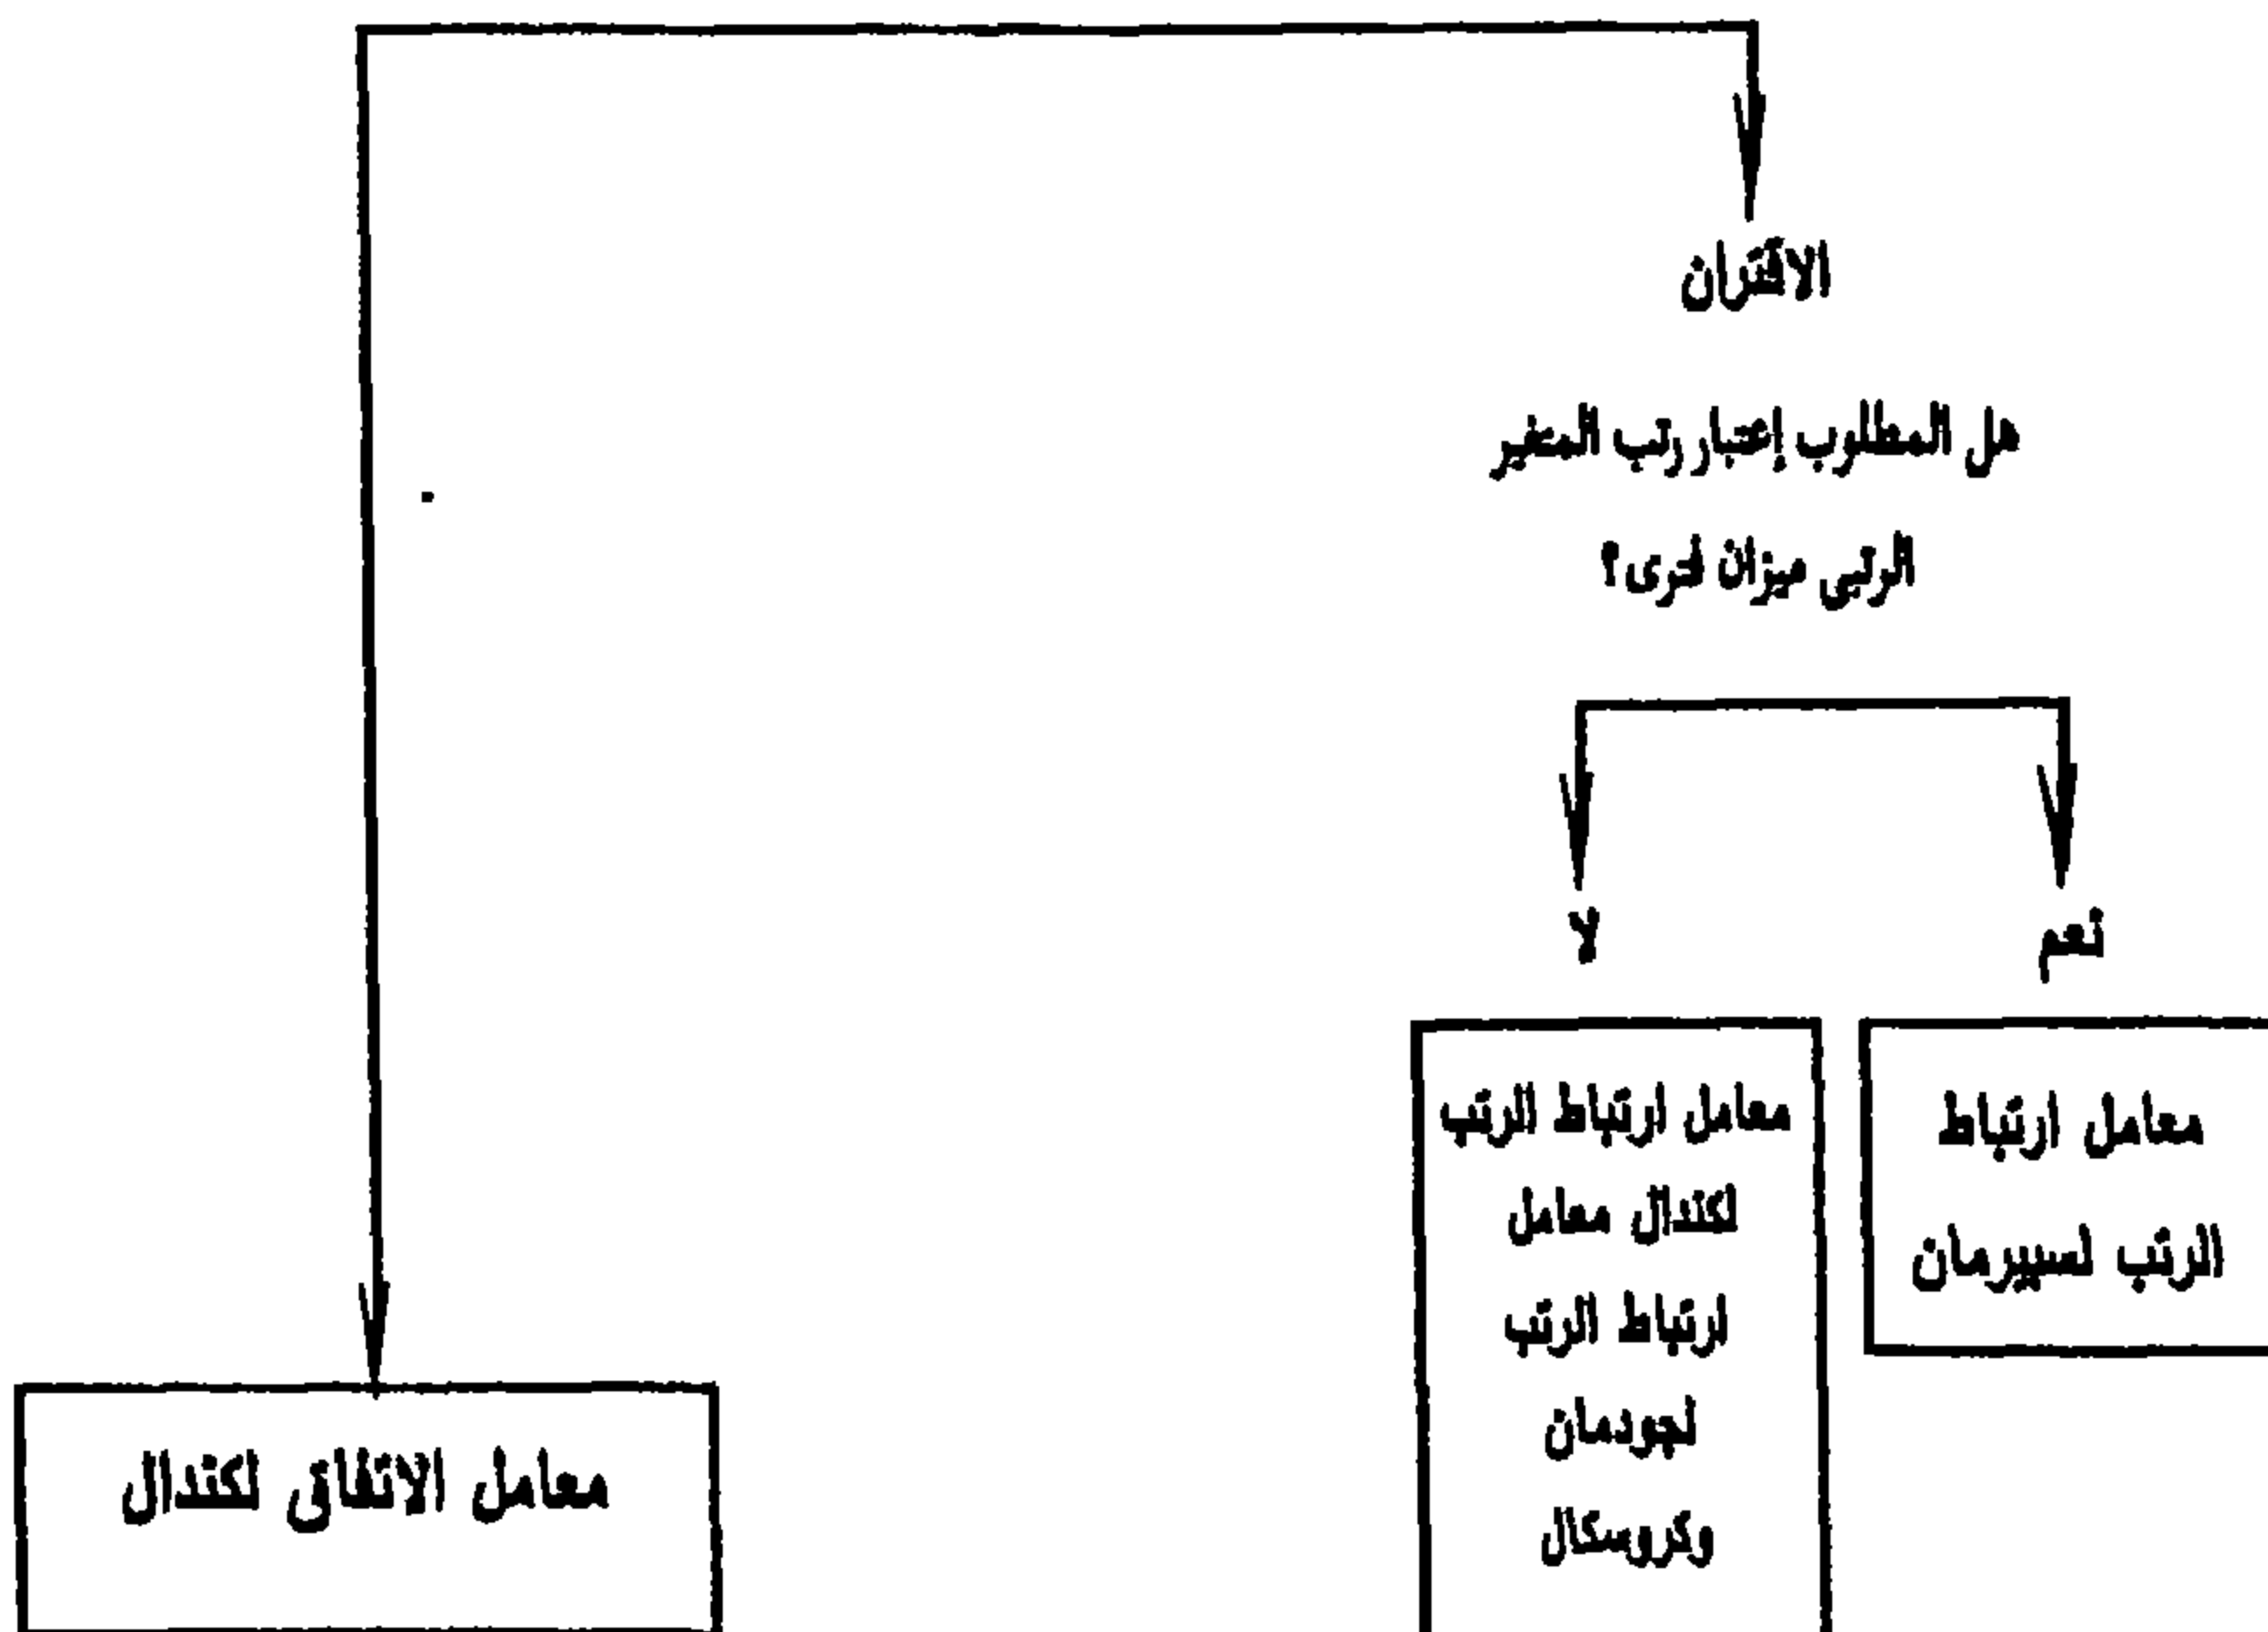 الاقتران
هل المطلوب إعتبار رتب المتغير
الرتبى ميزان فترى؟
نعم
لا
معامل ارتباط
الرتب لسبيرمان
معامل ارتباط الرتب
لكندال معامل
ارتباط الرتب
لجودمان
وكروسكال
معامل الاتفاق لكندال